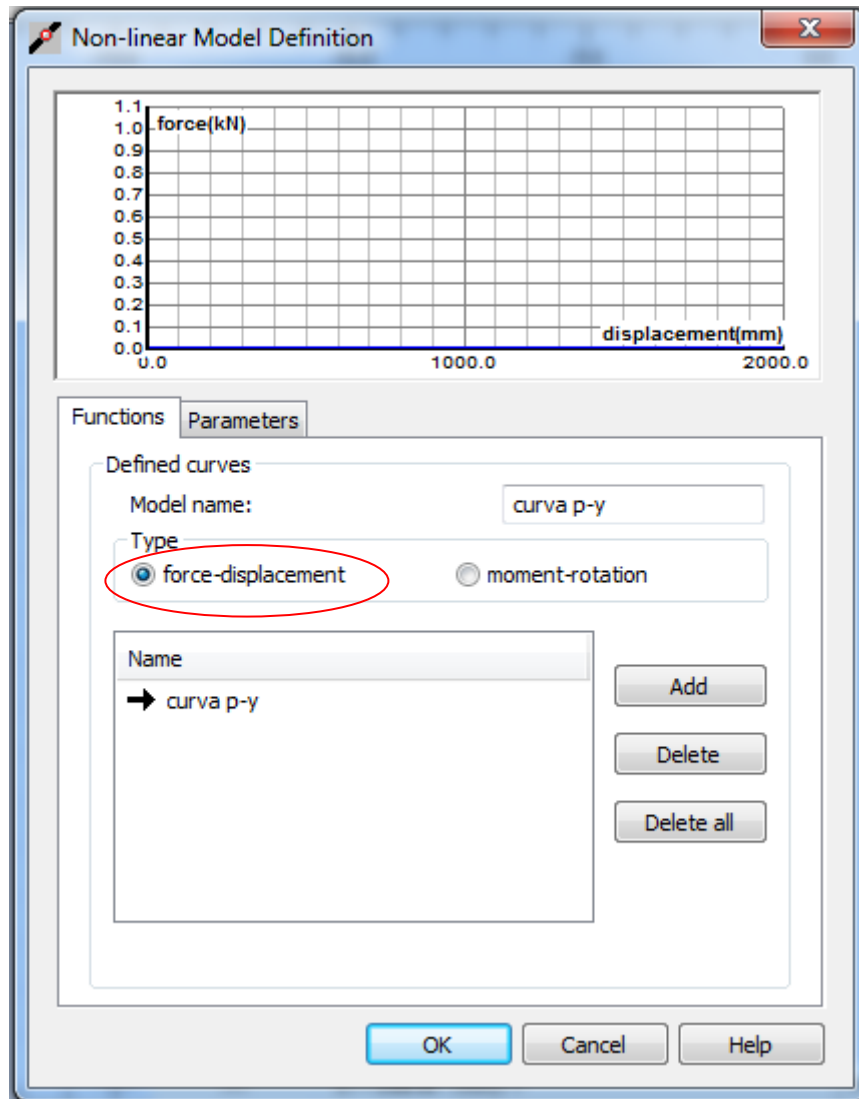 Non-linear Model Definition
1.1
1.0 force(kN)
0.9
0.8
0.7
0.6
0.5
0.4
0.3
0.2
0.1 displacement(mm)
0.0
0.0 1000.0 2000.0
Functions Parameters
Defined curves
Model name: curva p-y
Type
force-displacement moment-rotation
Name
Add
curva p-y
Delete
Delete all
OK Cancel Help